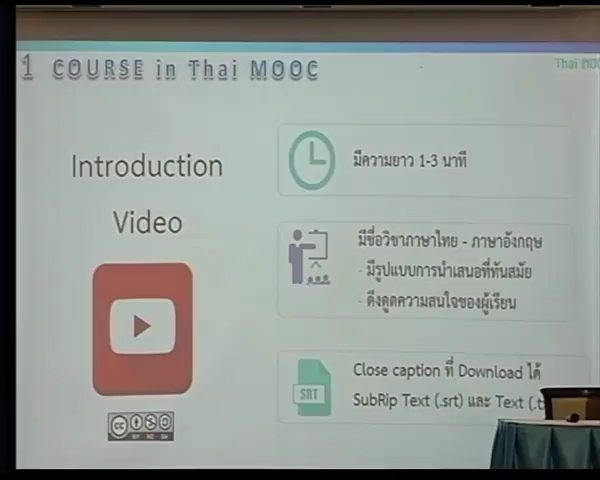 1 COURSE in Thai MOOC
Thai MOO
Introduction
Video
มีความยาว 1-3 นาที
มีชื่อวิชาภาษาไทย - ภาษาอังกฤษ
- มีรูปแบบการนำเสนอที่ทันสมัย
- ดึงดูดความสนใจของผู้เรียน
SRT
Close caption ที่ Download ได้
SubRip Text (.srt) และ Text (.t
cc
BY NC SA